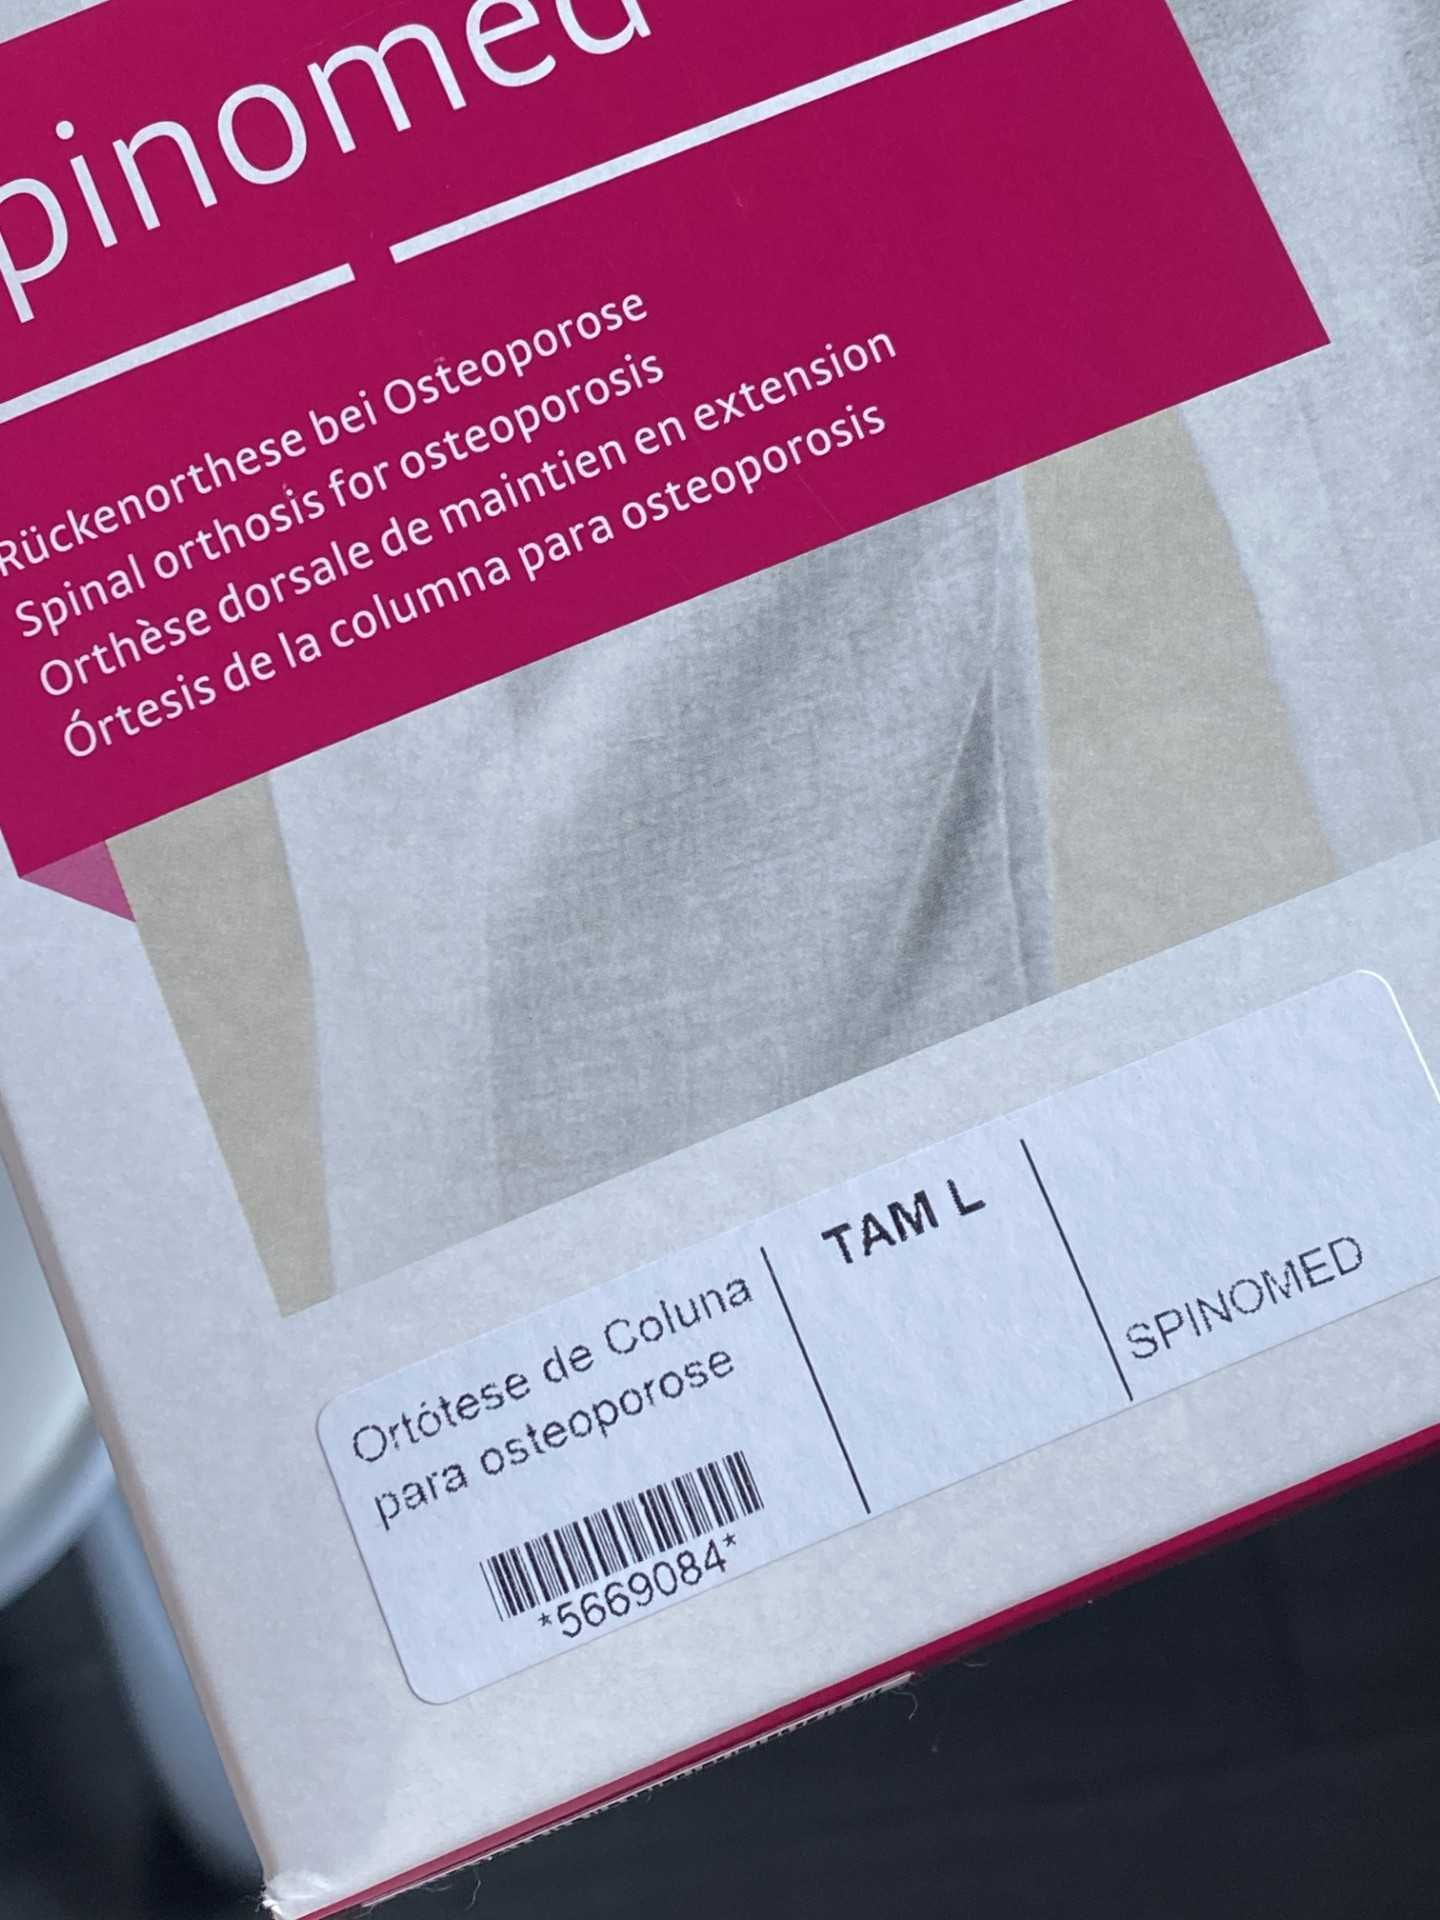 pinomed
Rückenorthese bei Osteoporose
Spinal orthosis for osteoporosis
Orthèse dorsale de maintien en extension
Órtesis de la columna para osteoporosis
Ortótese de Coluna
para osteoporose
*5669084*
TAM L
SPINOMED